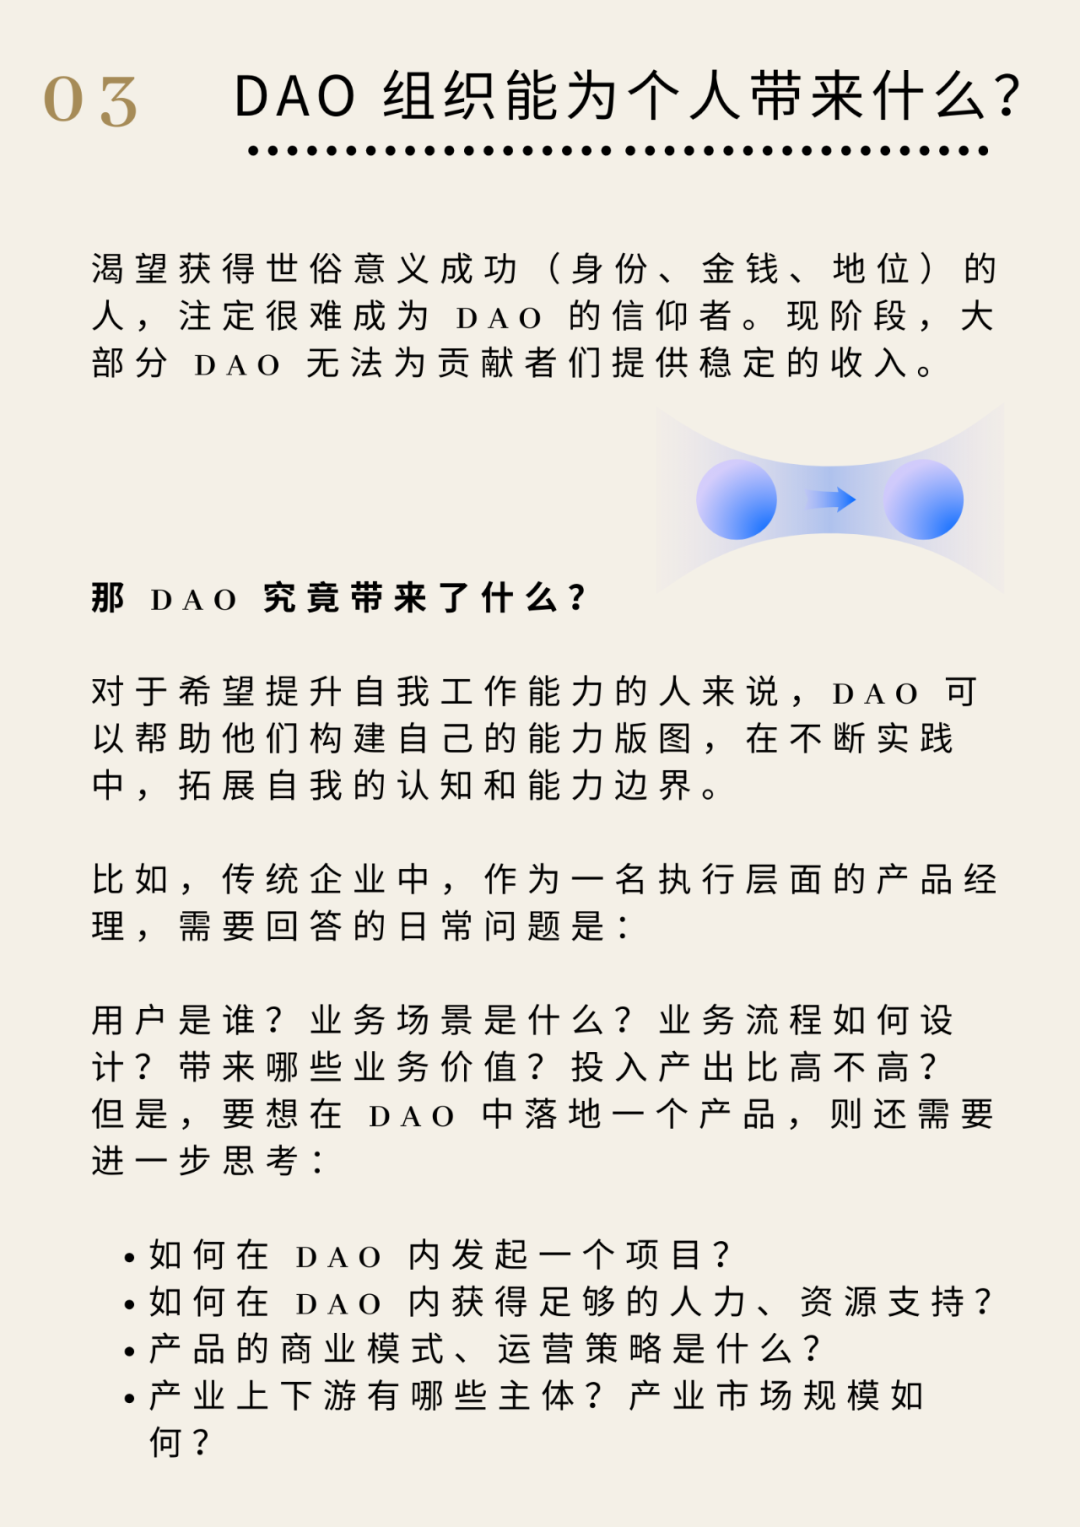 03
DAO 组织能为个人带来什么?
渴望获得世俗意义成功（身份、金钱、地位）的
人，注定很难成为 DAO 的信仰者。现阶段，大
部分 DAO 无法为贡献者们提供稳定的收入。
那 DAO 究竟带来了什么?
对于希望提升自我工作能力的人来说，DAO 可
以帮助他们构建自己的能力版图，在不断实践
中，拓展自我的认知和能力边界。
比如，传统企业中，作为一名执行层面的产品经
理，需要回答的日常问题是：
用户是谁? 业务场景是什么? 业务流程如何设
计? 带来哪些业务价值? 投入产出比高不高?
但是，要想在 DAO 中落地一个产品，则还需要
进一步思考：
• 如何在 DAO 内发起一个项目?
• 如何在 DAO 内获得足够的人力、资源支持?
• 产品的商业模式、运营策略是什么?
• 产业上下游有哪些主体? 产业市场规模如
何?